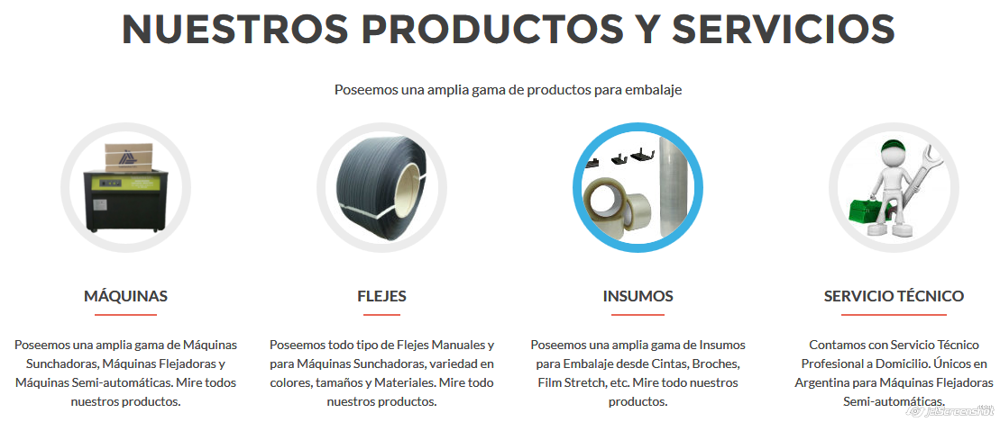 NUESTROS PRODUCTOS Y SERVICIOS
Poseemos una amplia gama de productos para embalaje
MÁQUINAS
Poseemos una amplia gama de Máquinas
Sunchadoras, Máquinas Flejadoras y
Máquinas Semi-automáticas. Mire todos
nuestros productos.
FLEJES
Poseemos todo tipo de Flejes Manuales y
para Máquinas Sunchadoras, variedad en
colores, tamaños y Materiales. Mire todo
nuestros productos.
INSUMOS
Poseemos una amplia gama de Insumos
para Embalaje desde Cintas, Broches,
Film Stretch, etc. Mire todo nuestros
productos.
SERVICIO TÉCNICO
Contamos con Servicio Técnico
Profesional a Domicilio. Únicos en
Argentina para Máquinas Flejadoras
Semi-automáticas.
jetscreenshot